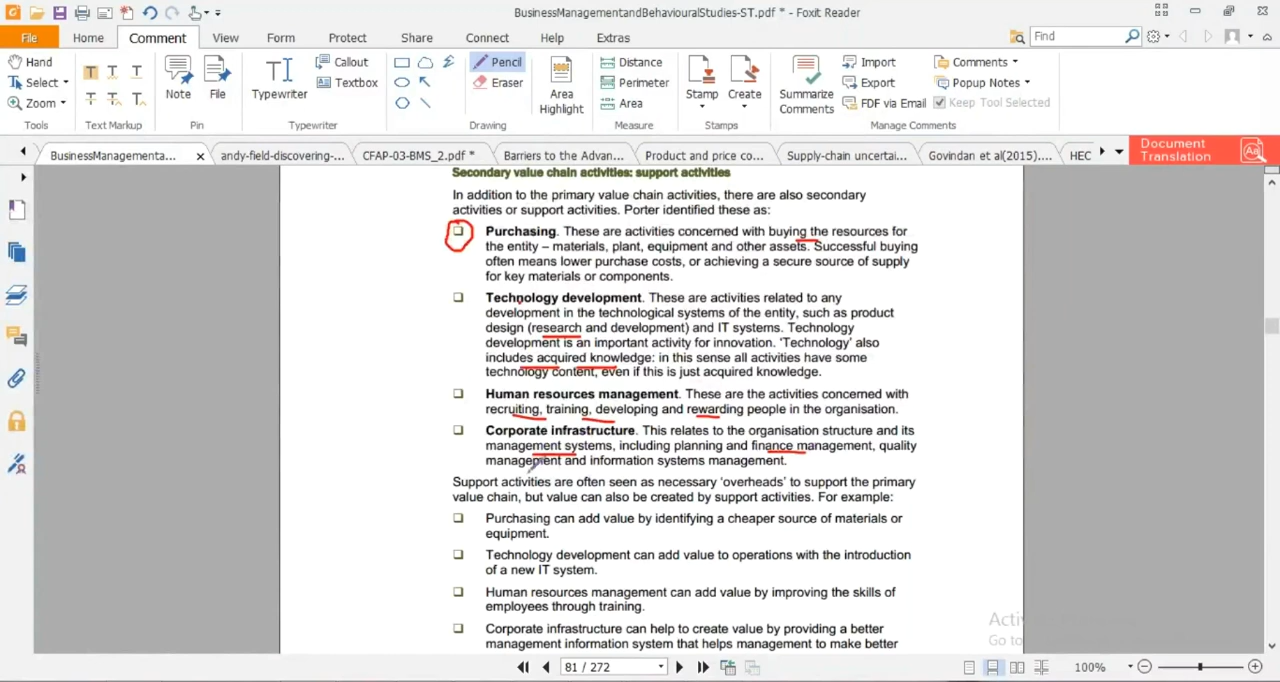 BusinessManagementandBehaviouralStudies-ST.pdf * - Foxit Reader
File Home Comment View Form Protect Share Connect Help Extras Find
Hand Select Zoom Note File Typewriter Callout Textbox Pencil Eraser Area Highlight Distance Perimeter Area Stamp Create Summarize Comments Import Export FDF via Email Comments Popup Notes Keep Tool Selected
Tools Text Markup Pin Typewriter Drawing Measure Stamps Manage Comments
BusinessManagementa... andy-field-discovering-... CFAP-03-BMS_2.pdf * Barriers to the Advan... Product and price co... Supply-chain uncertai... Govindan et al(2015).... HEC Document Translation
Secondary value chain activities: support activities
In addition to the primary value chain activities, there are also secondary
activities or support activities. Porter identified these as:
Purchasing. These are activities concerned with buying the resources for
the entity – materials, plant, equipment and other assets. Successful buying
often means lower purchase costs, or achieving a secure source of supply
for key materials or components.
Technology development. These are activities related to any
development in the technological systems of the entity, such as product
design (research and development) and IT systems. Technology
development is an important activity for innovation. ‘Technology’ also
includes acquired knowledge: in this sense all activities have some
technology content, even if this is just acquired knowledge.
Human resources management. These are the activities concerned with
recruiting, training, developing and rewarding people in the organisation.
Corporate infrastructure. This relates to the organisation structure and its
management systems, including planning and finance management, quality
management and information systems management.
Support activities are often seen as necessary ‘overheads’ to support the primary
value chain, but value can also be created by support activities. For example:
Purchasing can add value by identifying a cheaper source of materials or
equipment.
Technology development can add value to operations with the introduction
of a new IT system.
Human resources management can add value by improving the skills of
employees through training.
Corporate infrastructure can help to create value by providing a better
management information system that helps management to make better
Acti
Go to
81 / 272 100%